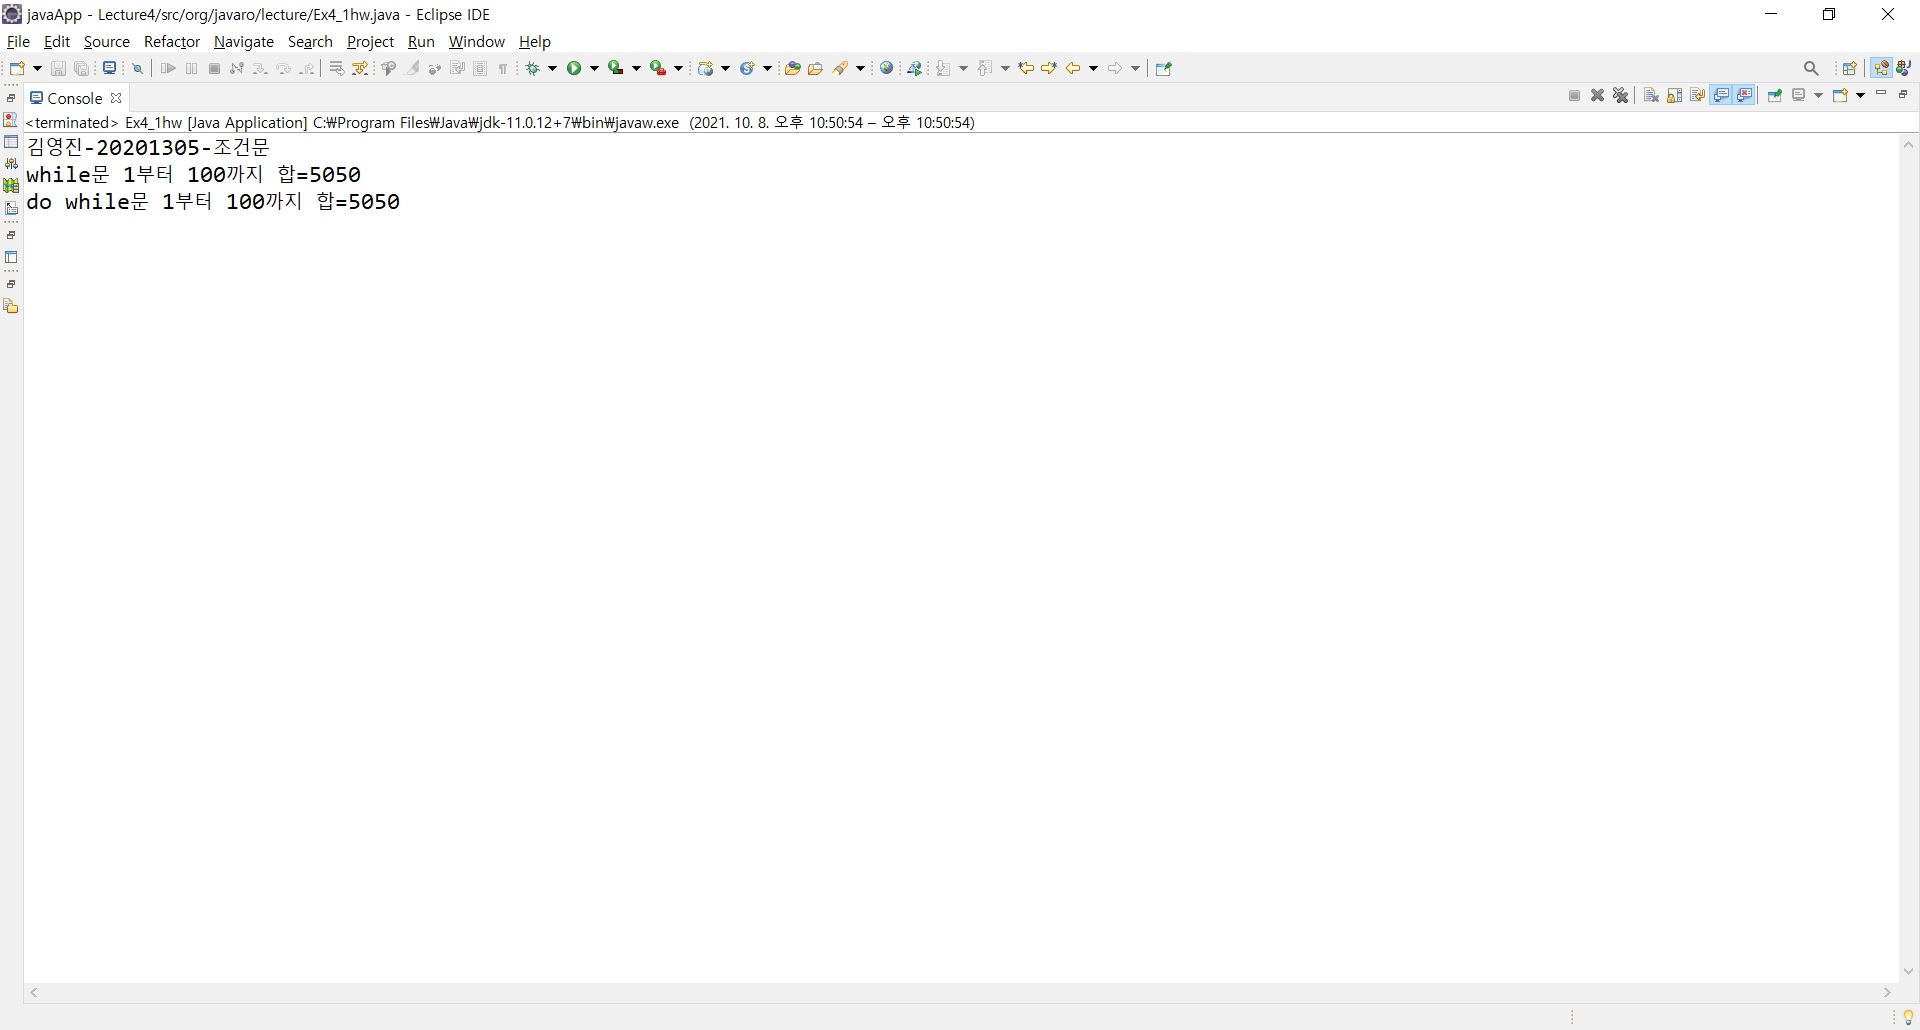 javaApp - Lecture4/src/org/javaro/lecture/Ex4_1hw.java - Eclipse IDE
File Edit Source Refactor Navigate Search Project Run Window Help
Console
<terminated> Ex4_1hw [Java Application] C:₩Program Files₩Java₩jdk-11.0.12+7₩bin₩javaw.exe (2021. 10. 8. 오후 10:50:54 – 오후 10:50:54)
김영진-20201305-조건문
while문 1부터 100까지 합=5050
do while문 1부터 100까지 합=5050